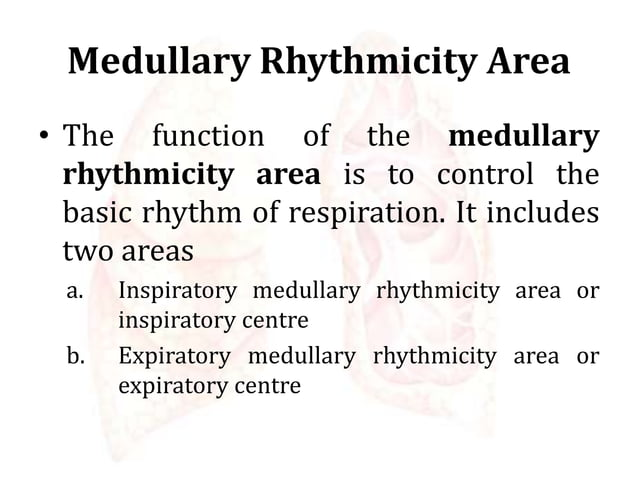 Medullary Rhythmicity Area
• The function of the medullary
rhythmicity area is to control the
basic rhythm of respiration. It includes
two areas
a. Inspiratory medullary rhythmicity area or
inspiratory centre
b. Expiratory medullary rhythmicity area or
expiratory centre